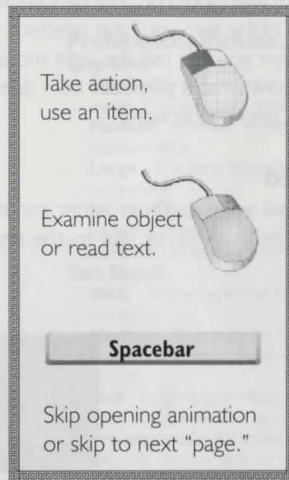 Take action,
use an item.
Examine object
or read text.
Spacebar
Skip opening animation
or skip to next “page.”